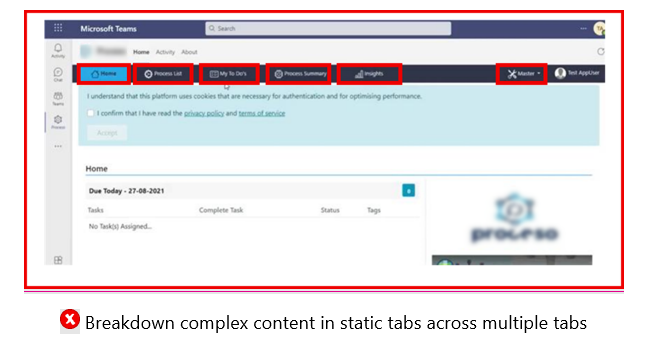 Microsoft Teams
Search
TA
Activity
Chat
Teams
Process
Home Activity About
Home Process List My To Do's Process Summary Insights Master Test AppUser
I understand that this platform uses cookies that are necessary for authentication and for optimising performance.
I confirm that I have read the privacy policy and terms of service
Accept
Home
Due Today - 27-08-2021
Tasks Complete Task Status Tags
No Task(s) Assigned...
proceso
Breakdown complex content in static tabs across multiple tabs